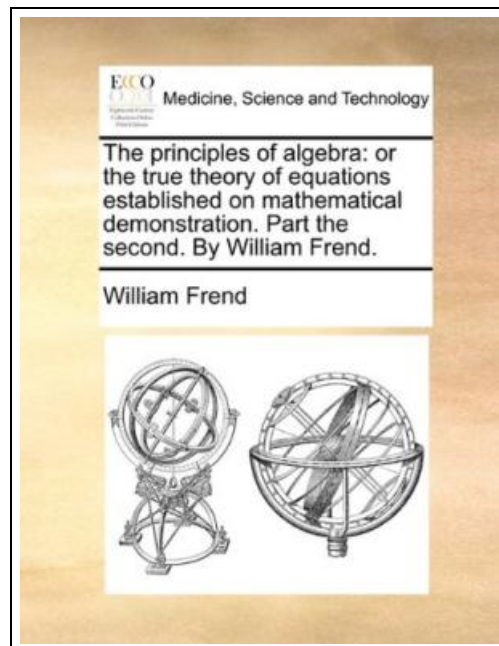 ECCO
Medicine, Science and Technology
The principles of algebra: or
the true theory of equations
established on mathematical
demonstration. Part the
second. By William Frend.
William Frend